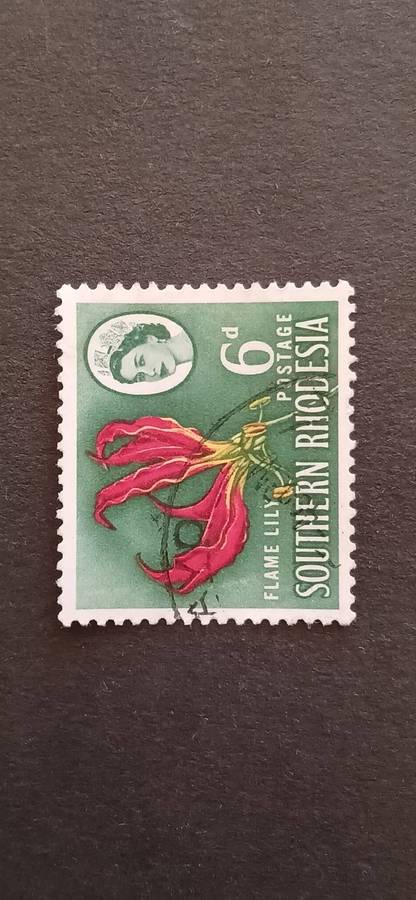 6d
POSTAGE
FLAME LILY
SOUTHERN RHODESIA